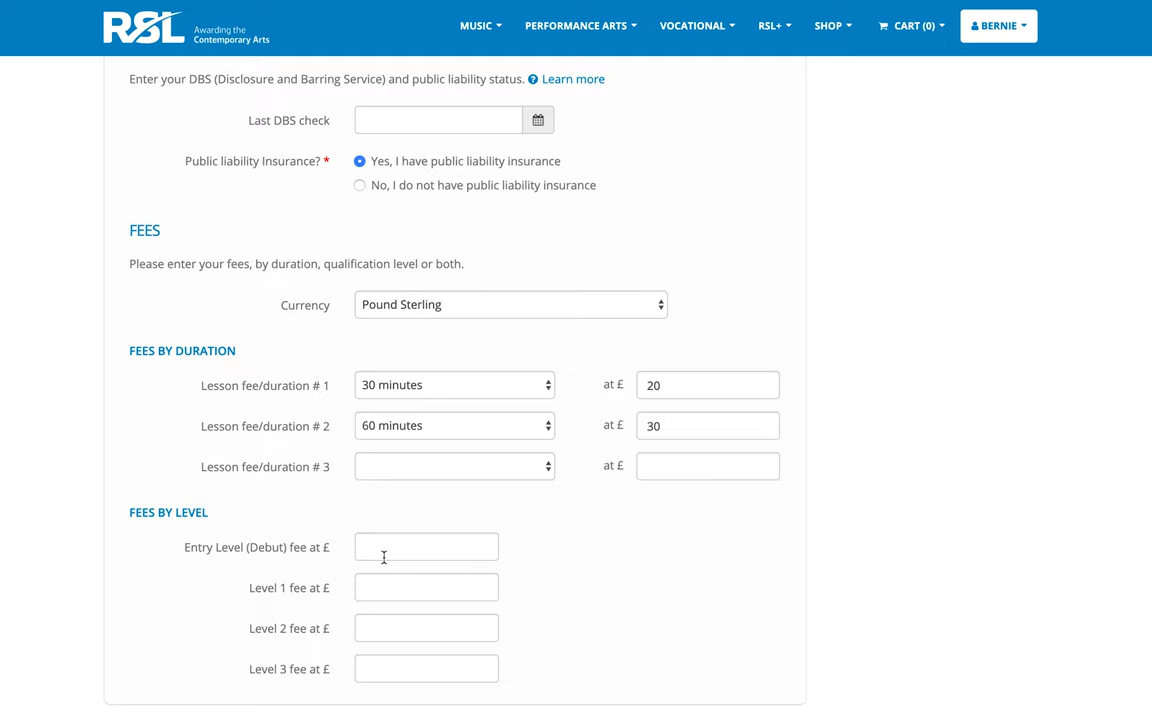 RSL Awarding the Contemporary Arts
MUSIC PERFORMANCE ARTS VOCATIONAL RSL+ SHOP CART (0) BERNIE
Enter your DBS (Disclosure and Barring Service) and public liability status. ? Learn more
Last DBS check
Public liability Insurance? * Yes, I have public liability insurance
No, I do not have public liability insurance
FEES
Please enter your fees, by duration, qualification level or both.
Currency Pound Sterling
FEES BY DURATION
Lesson fee/duration # 1 30 minutes at £ 20
Lesson fee/duration # 2 60 minutes at £ 30
Lesson fee/duration # 3 at £
FEES BY LEVEL
Entry Level (Debut) fee at £
Level 1 fee at £
Level 2 fee at £
Level 3 fee at £